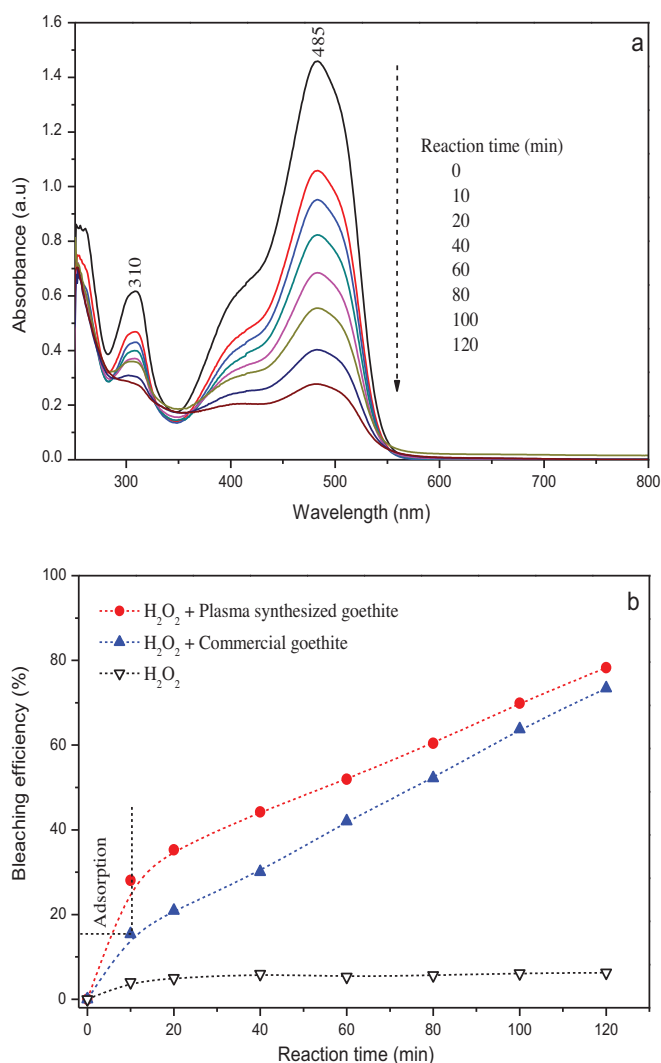 a
485
310
1.4
1.2
1.0
0.8
0.6
0.4
0.2
0.0
Absorbance (a.u)
Reaction time (min)
0
10
20
40
60
80
100
120
300 400 500 600 700 800
Wavelength (nm)
b
100
80
60
40
20
0
Bleaching efficiency (%)
H₂O₂ + Plasma synthesized goethite
H₂O₂ + Commercial goethite
H₂O₂
Adsorption
0 20 40 60 80 100 120
Reaction time (min)